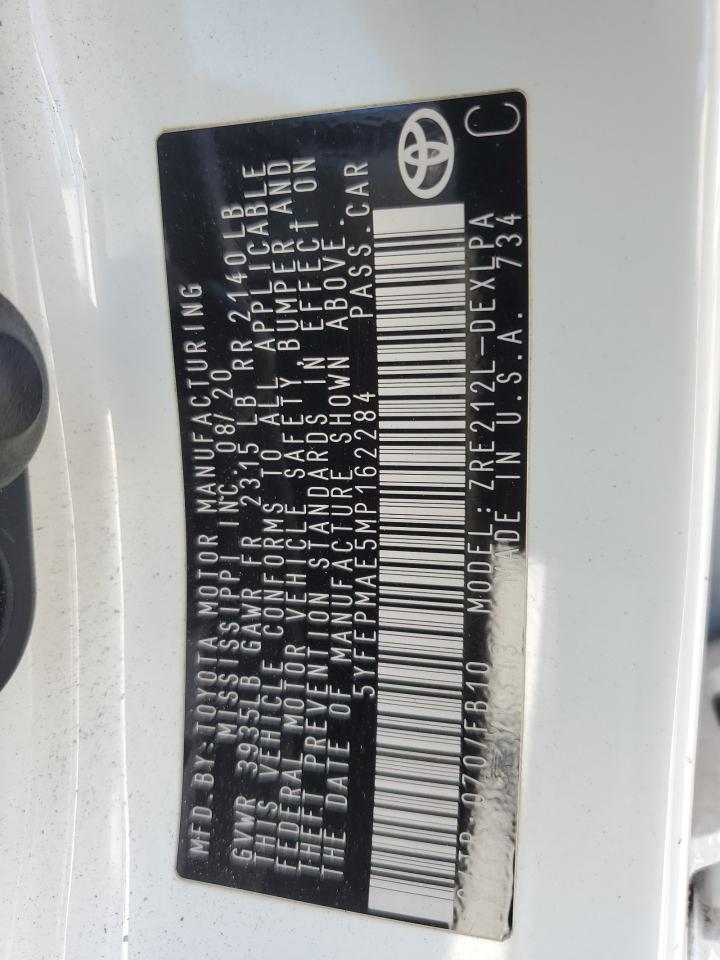 MFD BY:TOYOTA MOTOR MANUFACTURING
MISSISSIPPI INC. 08/20
GVWR 3935LB GAWR FR 2315 LB RR 2140LB
THIS VEHICLE CONFORMS TO ALL APPLICABLE
FEDERAL MOTOR VEHICLE SAFETY, BUMPER, AND
THEFT PREVENTION STANDARDS IN EFFECT ON
THE DATE OF MANUFACTURE SHOWN ABOVE.
5YFEPMAE5MP162284 PASS.CAR
C/TR 070/FB10 MODEL: ZRE212L-DEXLPA C
MADE IN U.S.A. 734